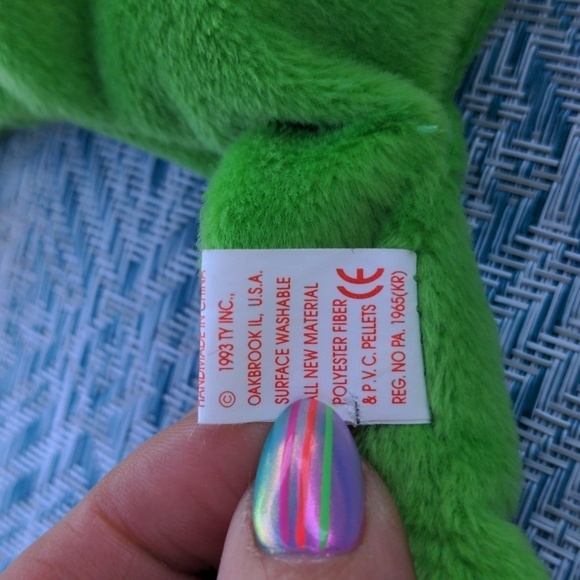 HANDMADE IN CHINA
© 1993 TY INC.,
OAKBROOK IL, U.S.A.
SURFACE WASHABLE
ALL NEW MATERIAL
POLYESTER FIBER
& P.V.C. PELLETS CE
REG. NO PA. 1965(KR)